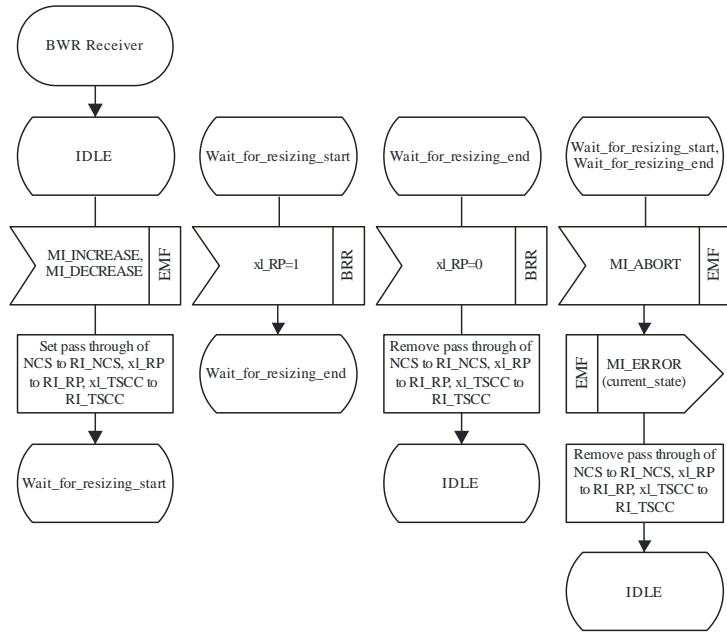 BWR Receiver
IDLE
MI_INCREASE,
MI_DECREASE
EMF
Set pass through of
NCS to RI_NCS, xl_RP
to RI_RP, xl_TSCC to
RI_TSCC
Wait_for_resizing_start
Wait_for_resizing_start
xl_RP=1
BRR
Wait_for_resizing_end
Wait_for_resizing_end
xl_RP=0
BRR
Remove pass through of
NCS to RI_NCS, xl_RP
to RI_RP, xl_TSCC to
RI_TSCC
IDLE
Wait_for_resizing_start,
Wait_for_resizing_end
MI_ABORT
EMF
EMF
MI_ERROR
(current_state)
Remove pass through of
NCS to RI_NCS, xl_RP
to RI_RP, xl_TSCC to
RI_TSCC
IDLE